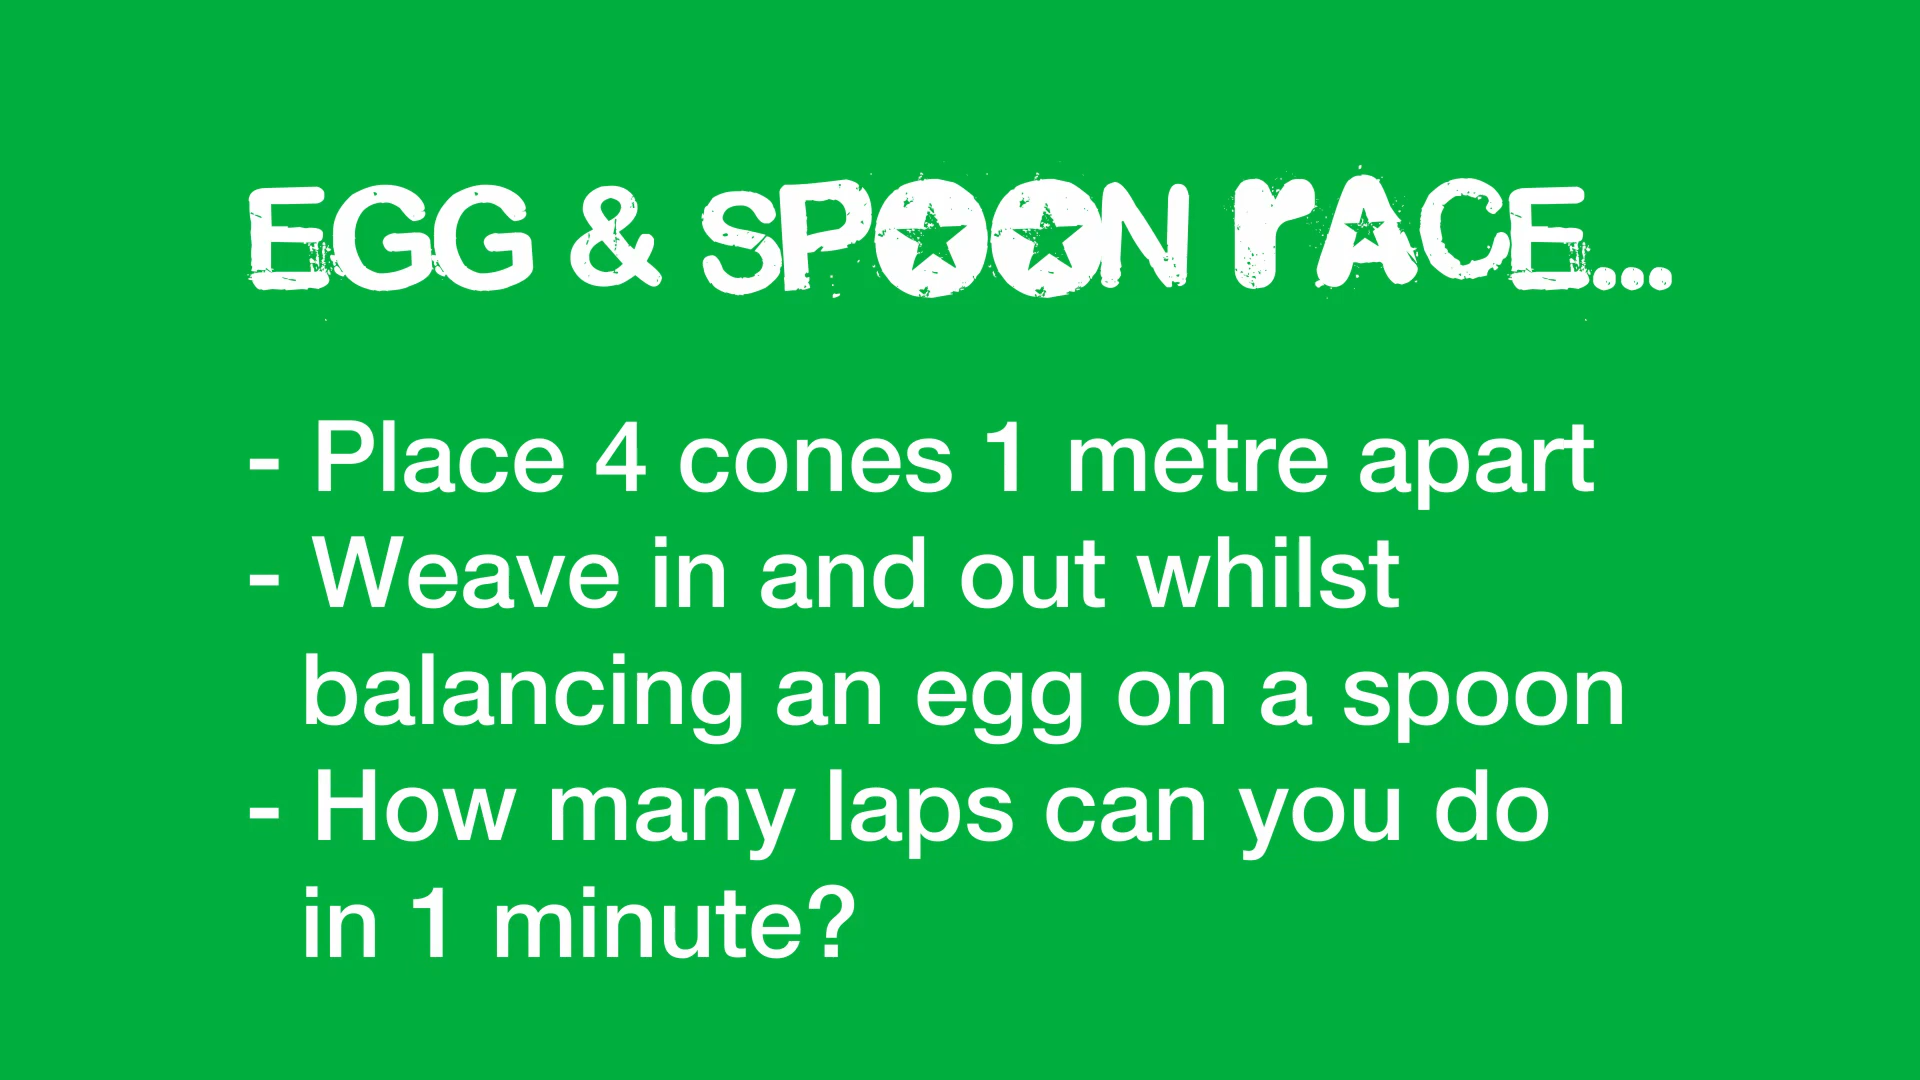 EGG & SPOON RACE...
- Place 4 cones 1 metre apart
- Weave in and out whilst
balancing an egg on a spoon
- How many laps can you do
in 1 minute?